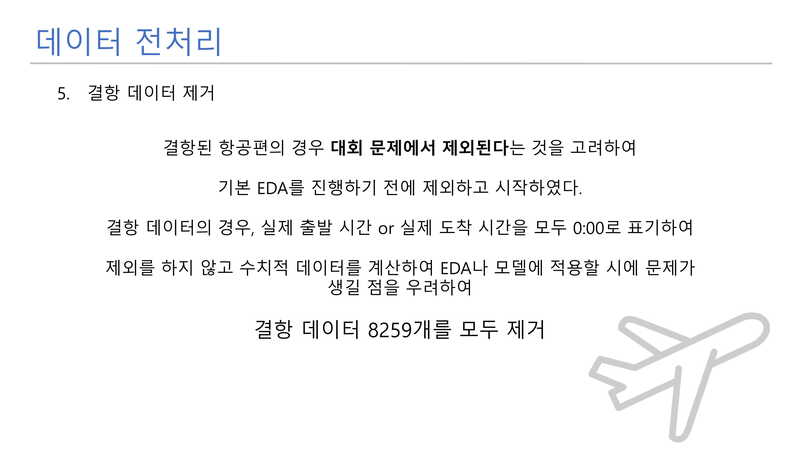 데이터 전처리
5. 결항 데이터 제거
결항된 항공편의 경우 대회 문제에서 제외된다는 것을 고려하여
기본 EDA를 진행하기 전에 제외하고 시작하였다.
결항 데이터의 경우, 실제 출발 시간 or 실제 도착 시간을 모두 0:00로 표기하여
제외를 하지 않고 수치적 데이터를 계산하여 EDA나 모델에 적용할 시에 문제가
생길 점을 우려하여
결항 데이터 8259개를 모두 제거